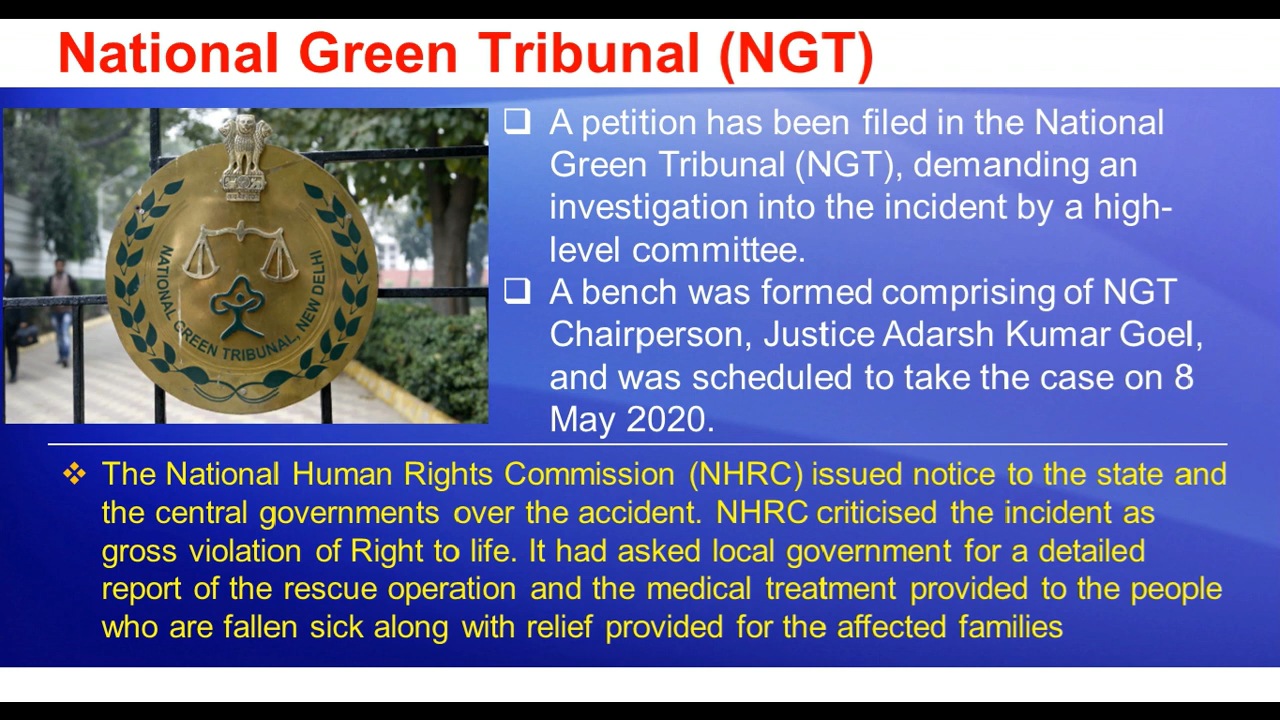 National Green Tribunal (NGT)
NATIONAL GREEN TRIBUNAL, NEW DELHI
A petition has been filed in the National
Green Tribunal (NGT), demanding an
investigation into the incident by a high-
level committee.
A bench was formed comprising of NGT
Chairperson, Justice Adarsh Kumar Goel,
and was scheduled to take the case on 8
May 2020.
The National Human Rights Commission (NHRC) issued notice to the state and
the central governments over the accident. NHRC criticised the incident as
gross violation of Right to life. It had asked local government for a detailed
report of the rescue operation and the medical treatment provided to the people
who are fallen sick along with relief provided for the affected families